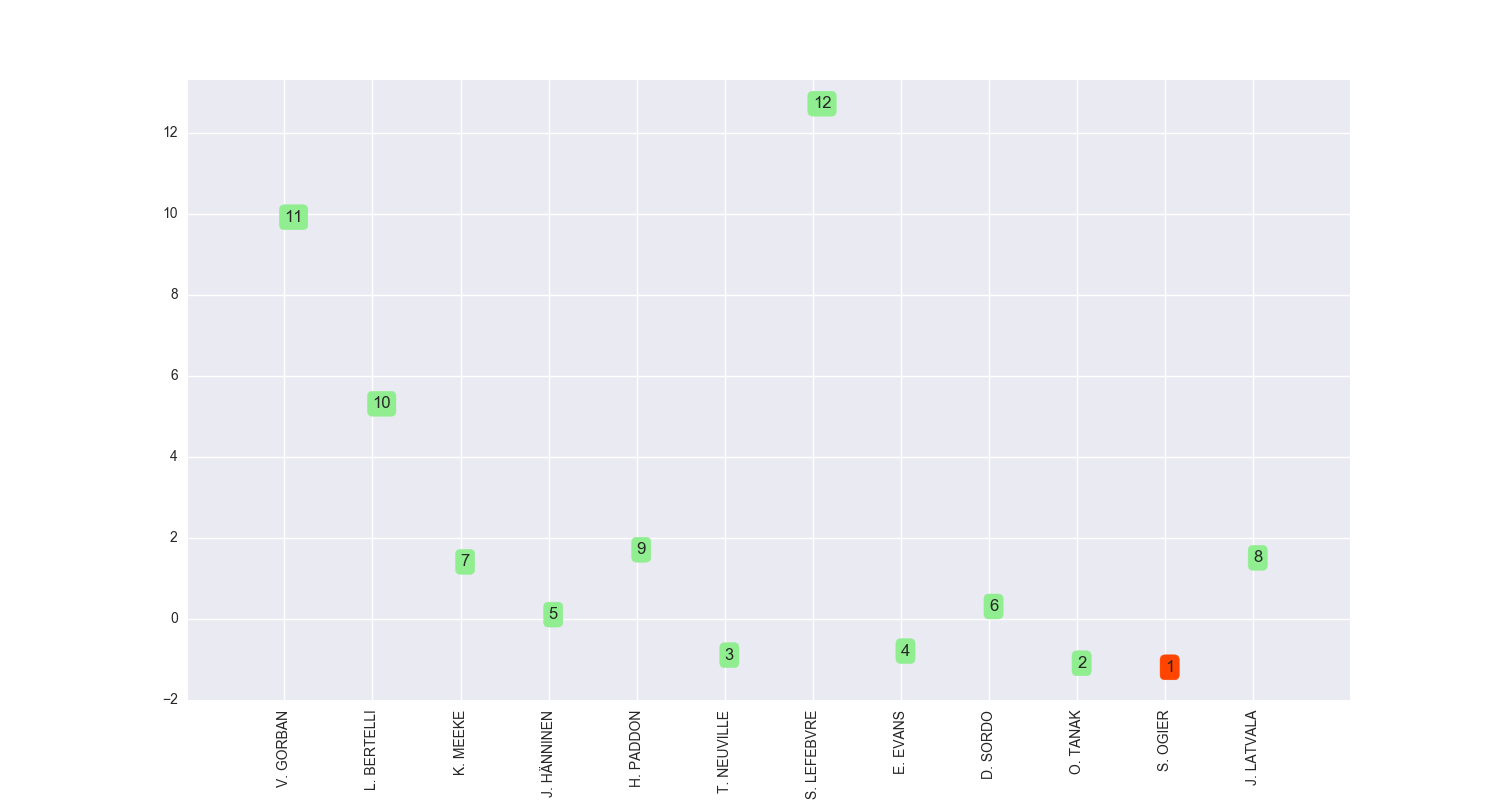 12
12
11
10
10
8
6
4
2
0
−2
7
5
9
3
4
6
2
1
8
V. GORBAN
L. BERTELLI
K. MEEKE
J. HÄNNINEN
H. PADDON
T. NEUVILLE
S. LEFEBVRE
E. EVANS
D. SORDO
O. TANAK
S. OGIER
J. LATVALA